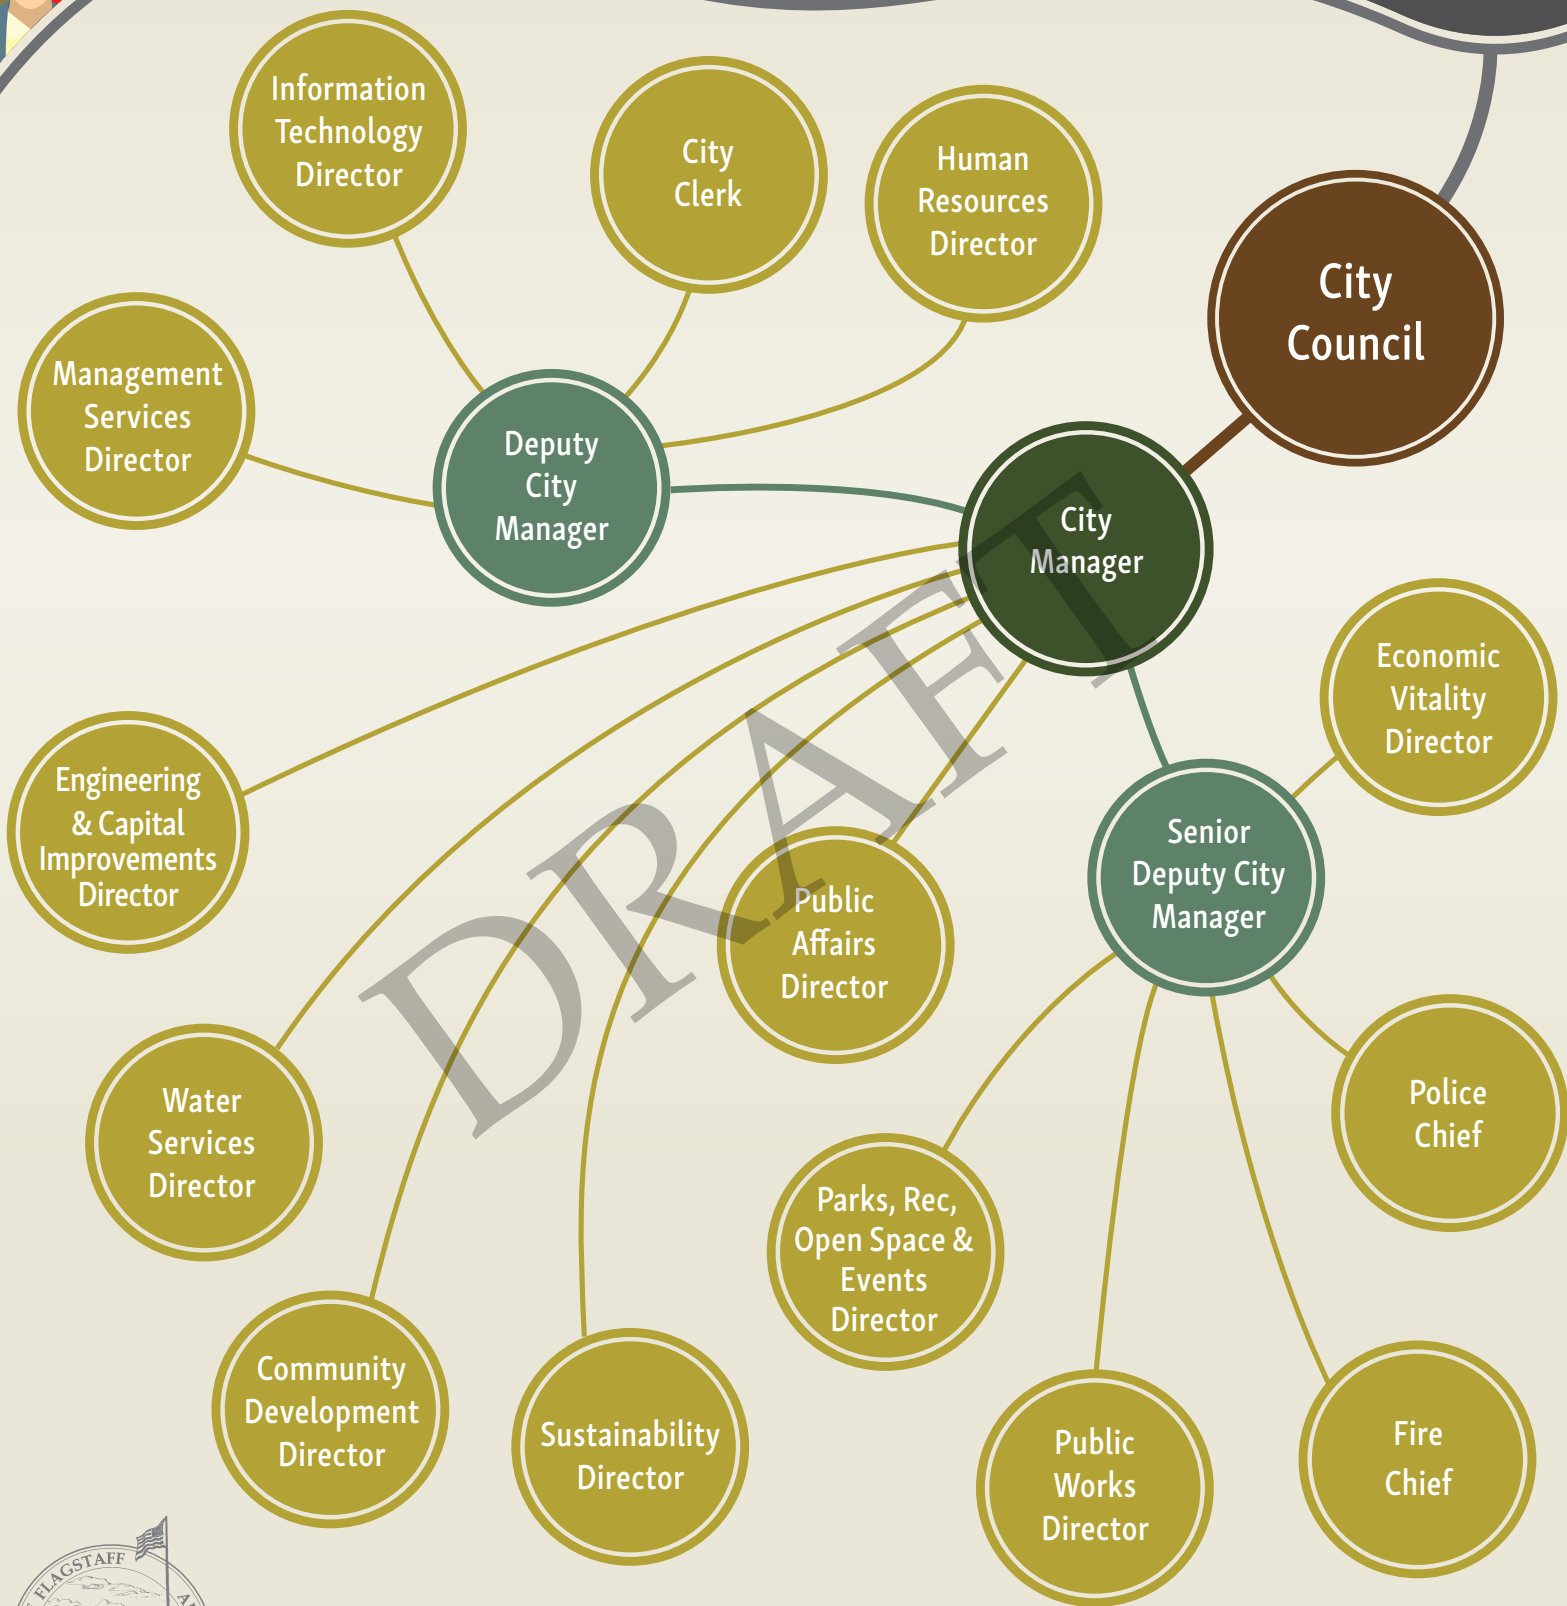 Information
Technology
Director
City
Clerk
Human
Resources
Director
City
Council
Management
Services
Director
Deputy
City
Manager
City
Manager
Economic
Vitality
Director
Engineering
& Capital
Improvements
Director
Senior
Deputy City
Manager
Public
Affairs
Director
Water
Services
Director
Police
Chief
Parks, Rec,
Open Space &
Events
Director
Community
Development
Director
Sustainability
Director
Public
Works
Director
Fire
Chief
DRAFT
FLAGSTAFF